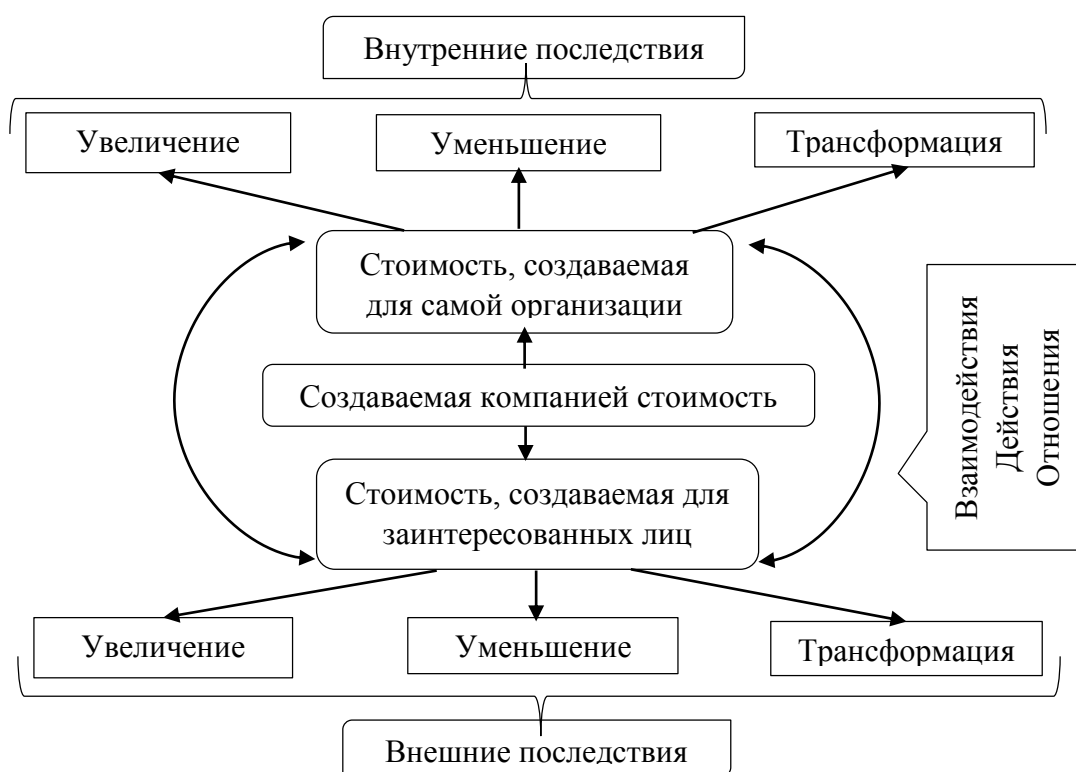 Внутренние последствия
Увеличение
Уменьшение
Трансформация
Стоимость, создаваемая
для самой организации
Создаваемая компанией стоимость
Стоимость, создаваемая для
заинтересованных лиц
Взаимодействия
Действия
Отношения
Увеличение
Уменьшение
Трансформация
Внешние последствия